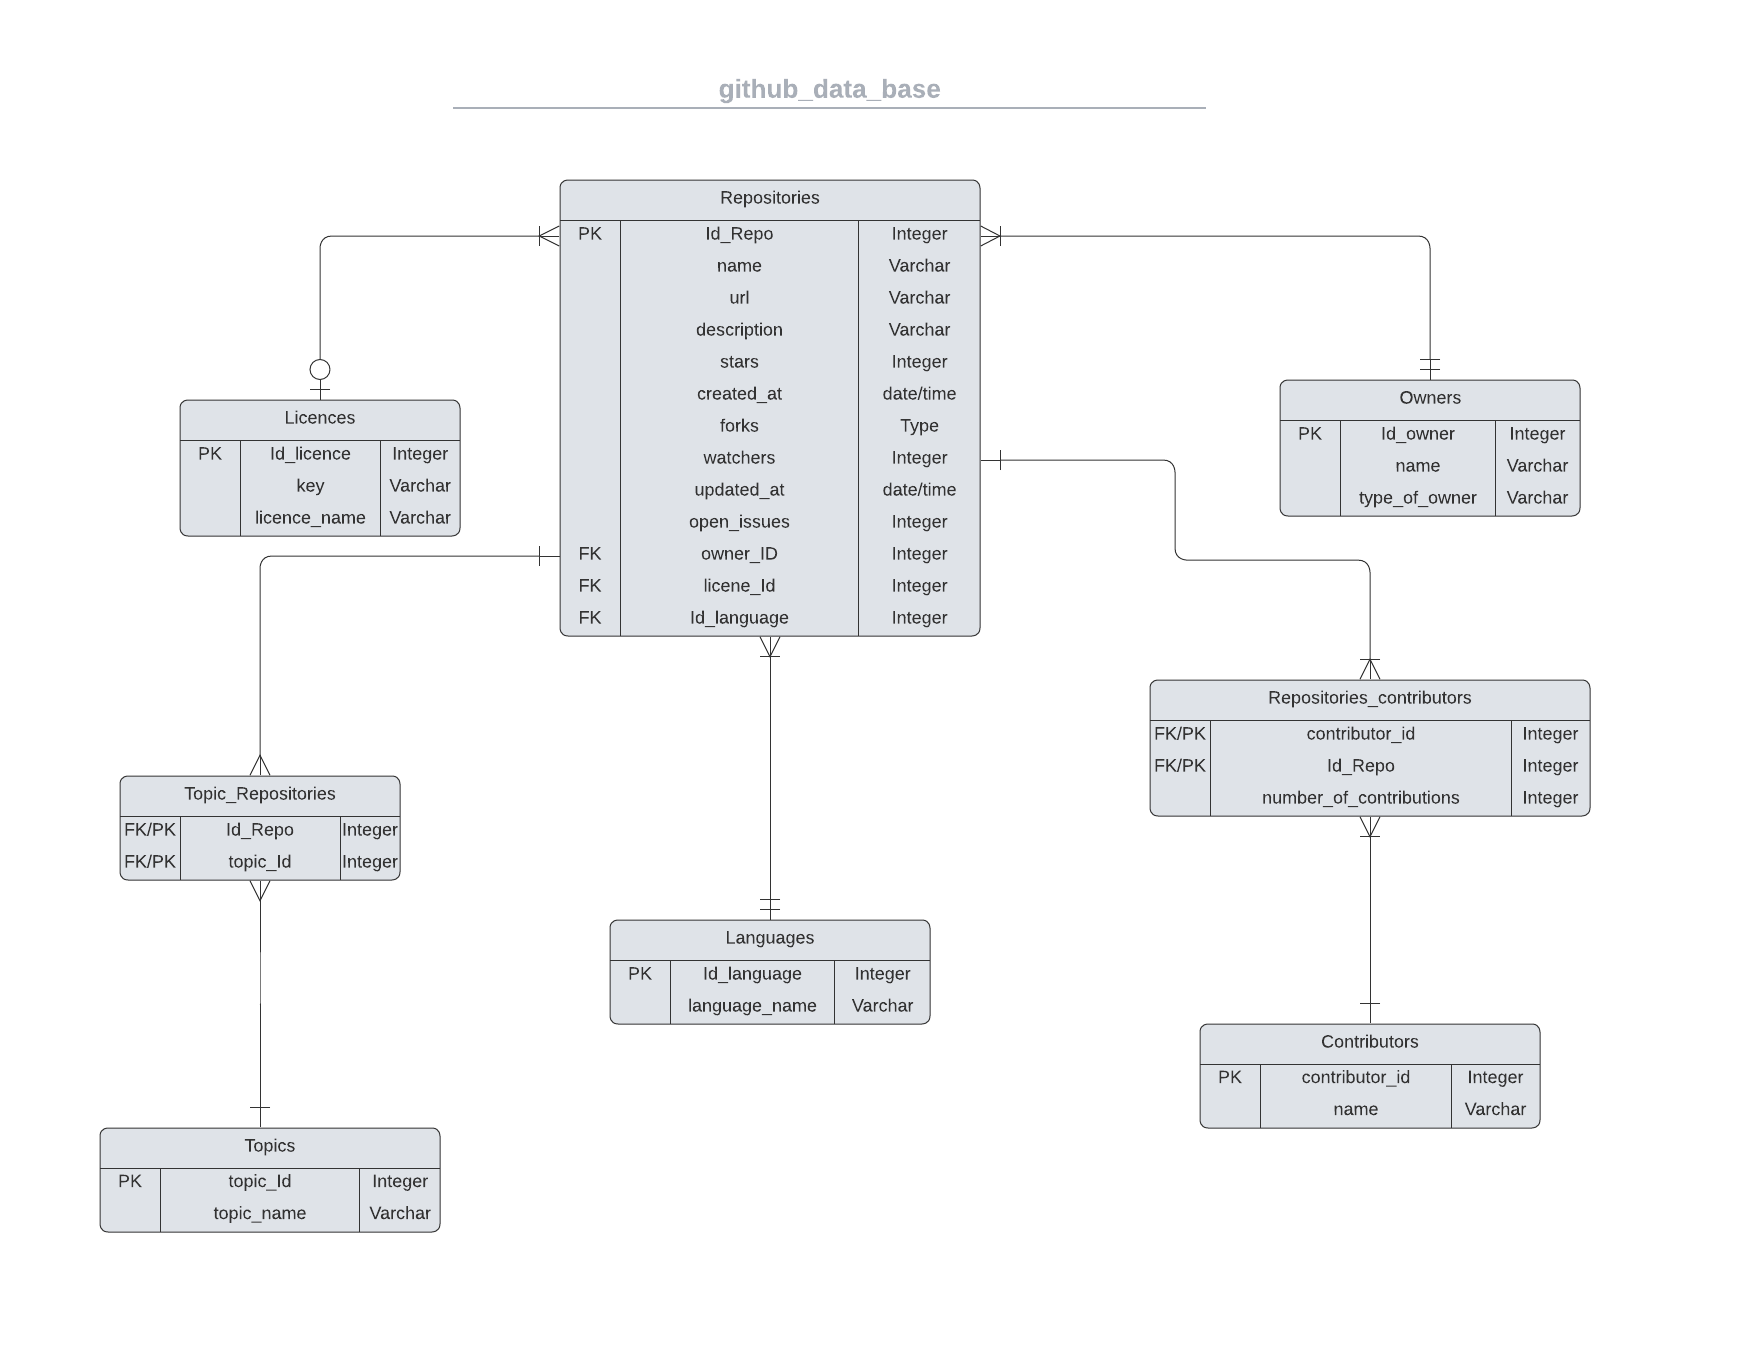 github_data_base
Repositories
PK Id_Repo Integer
name Varchar
url Varchar
description Varchar
stars Integer
created_at date/time
forks Type
watchers Integer
updated_at date/time
open_issues Integer
FK owner_ID Integer
FK licene_Id Integer
FK Id_language Integer
Licences
PK Id_licence Integer
key Varchar
licence_name Varchar
Owners
PK Id_owner Integer
name Varchar
type_of_owner Varchar
Repositories_contributors
FK/PK contributor_id Integer
FK/PK Id_Repo Integer
number_of_contributions Integer
Topic_Repositories
FK/PK Id_Repo Integer
FK/PK topic_Id Integer
Languages
PK Id_language Integer
language_name Varchar
Contributors
PK contributor_id Integer
name Varchar
Topics
PK topic_Id Integer
topic_name Varchar